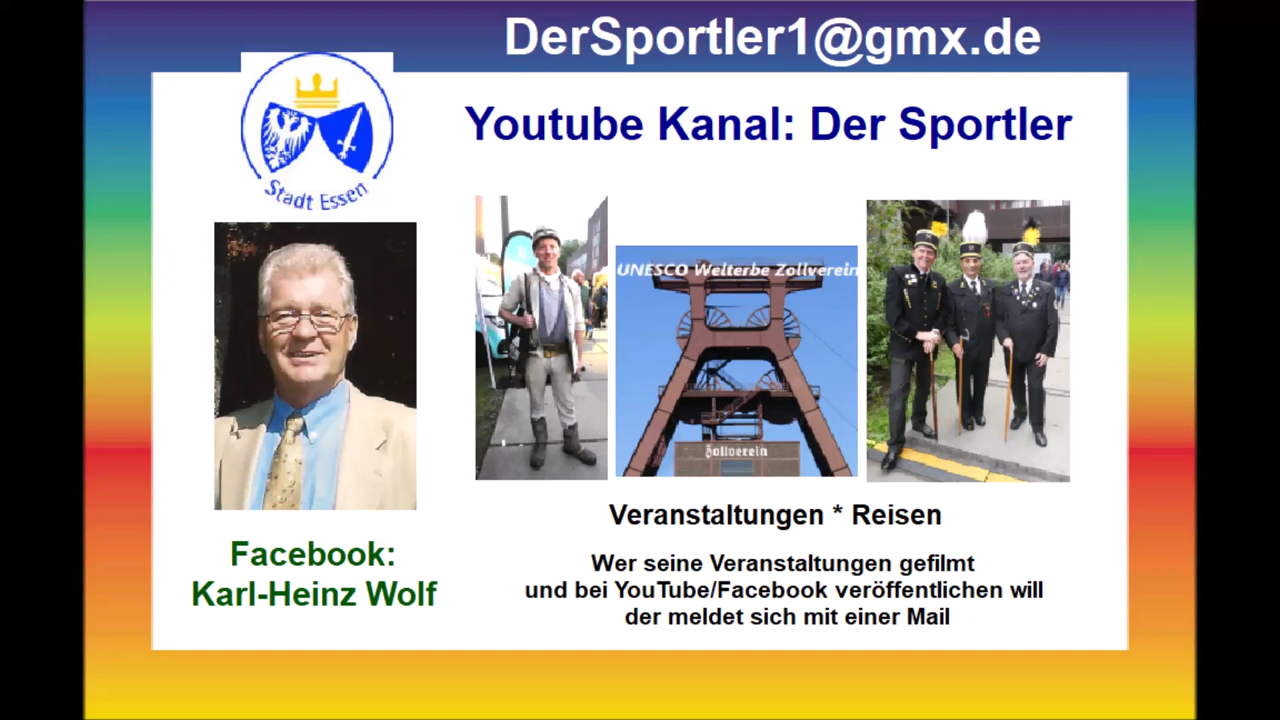 DerSportler1@gmx.de
Youtube Kanal: Der Sportler
Stadt Essen
UNESCO Welterbe Zollverein
Zollverein
Veranstaltungen * Reisen
Facebook:
Karl-Heinz Wolf
Wer seine Veranstaltungen gefilmt
und bei YouTube/Facebook veröffentlichen will
der meldet sich mit einer Mail